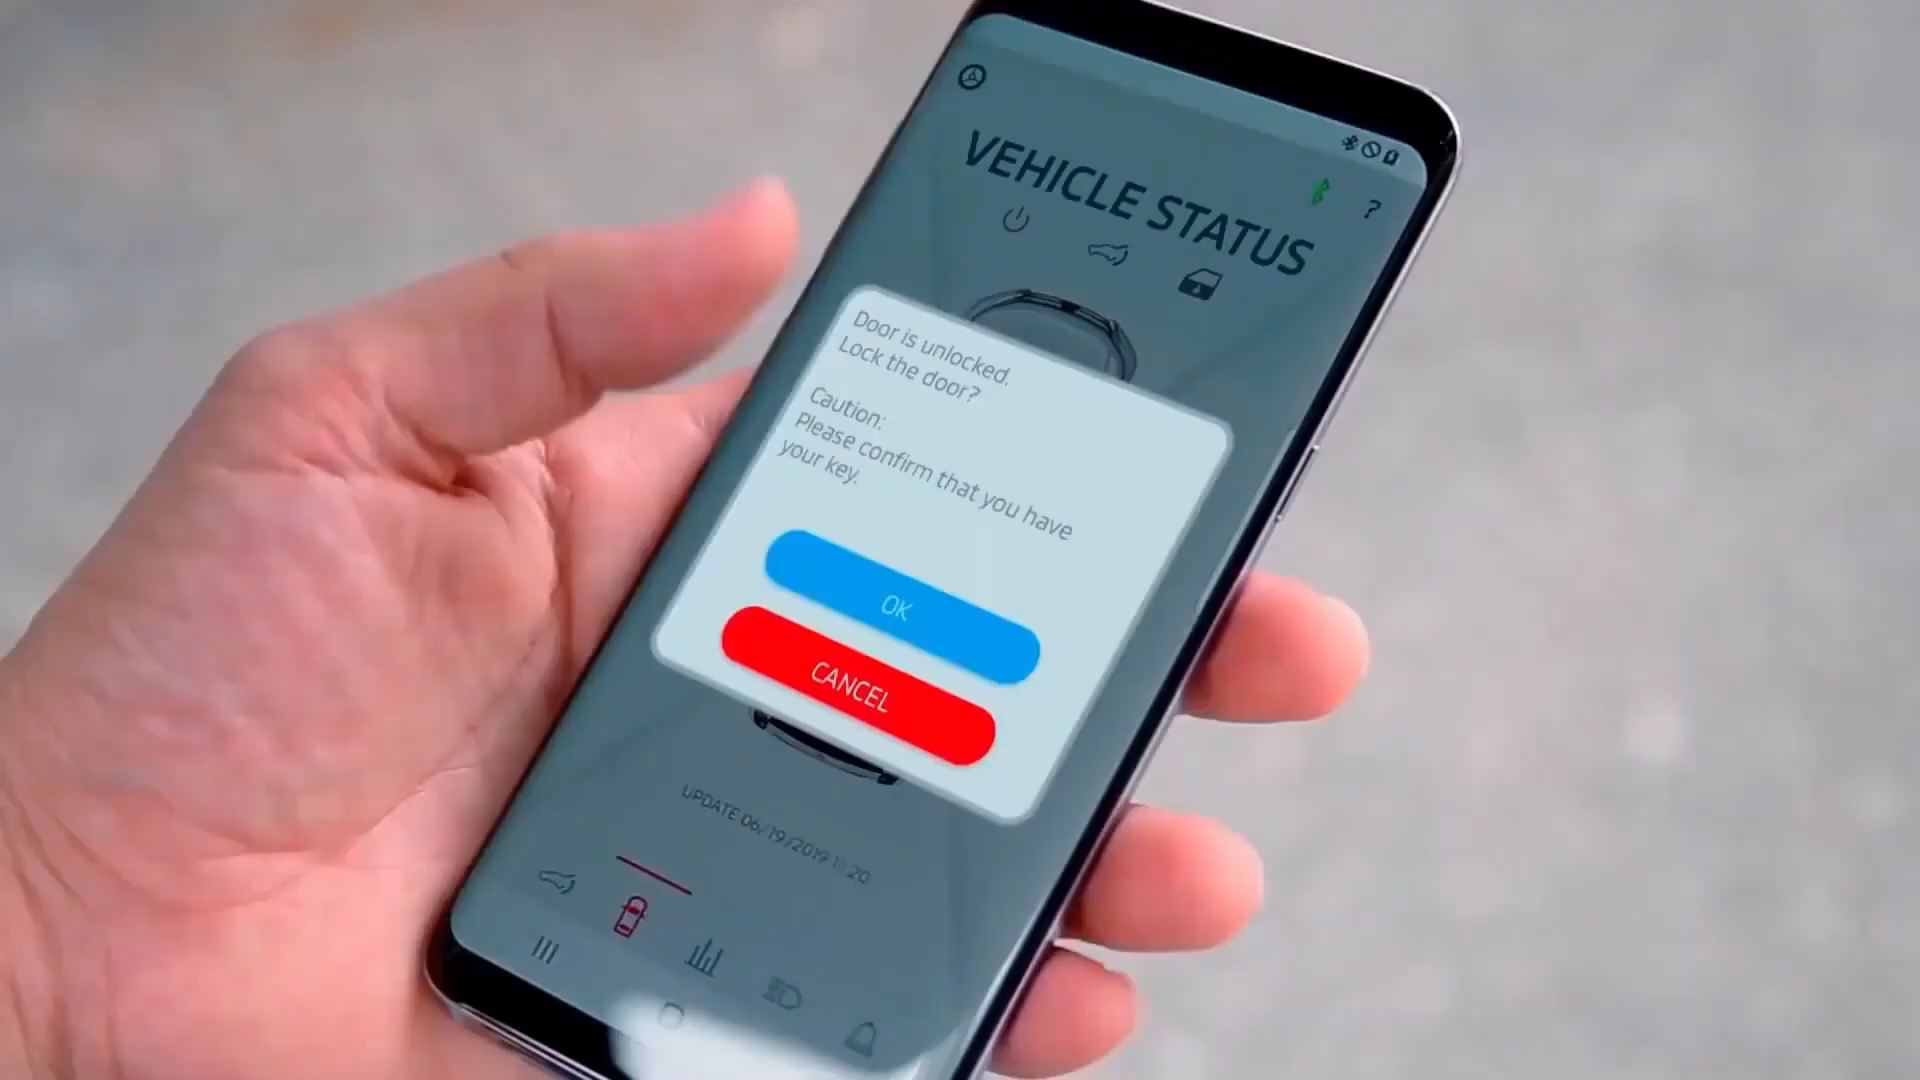 VEHICLE STATUS
?
Door is unlocked.
Lock the door?
Caution:
Please confirm that you have
your key.
OK
CANCEL
UPDATE 06/19/2019 11:20